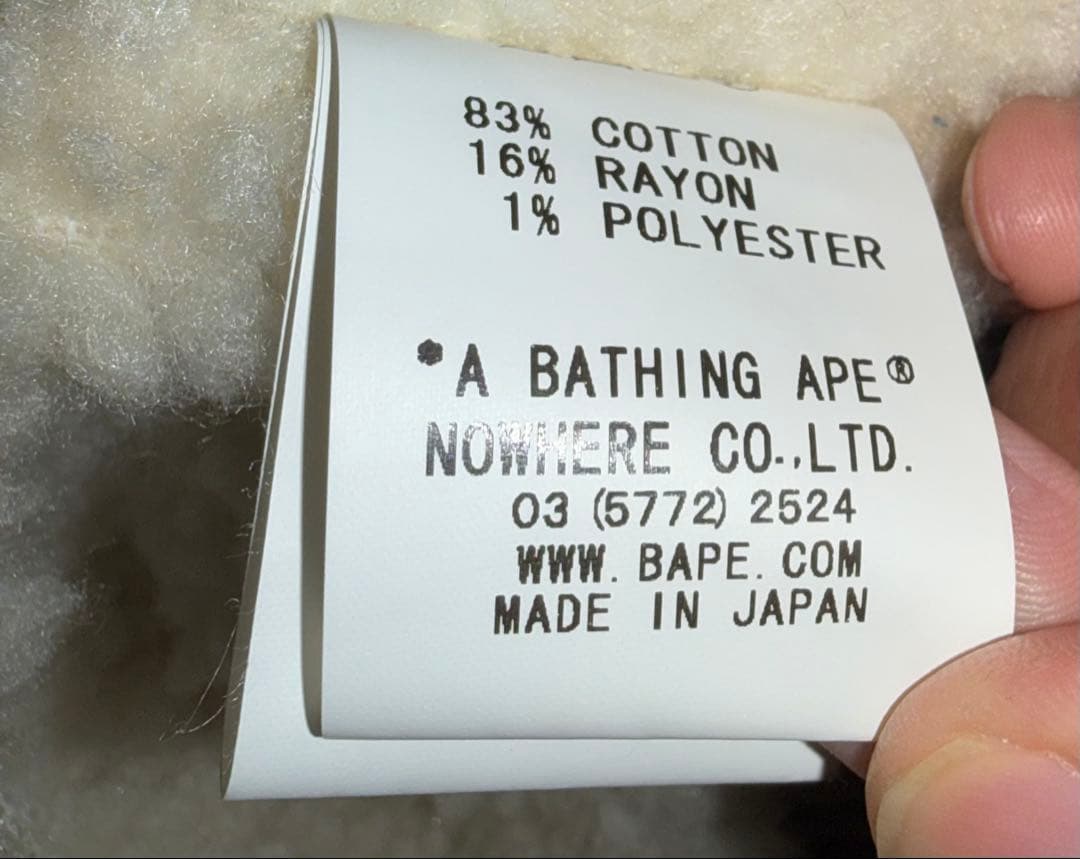 83% COTTON
16% RAYON
1% POLYESTER
*A BATHING APE®
NOWHERE CO.,LTD.
03 (5772) 2524
WWW. BAPE. COM
MADE IN JAPAN